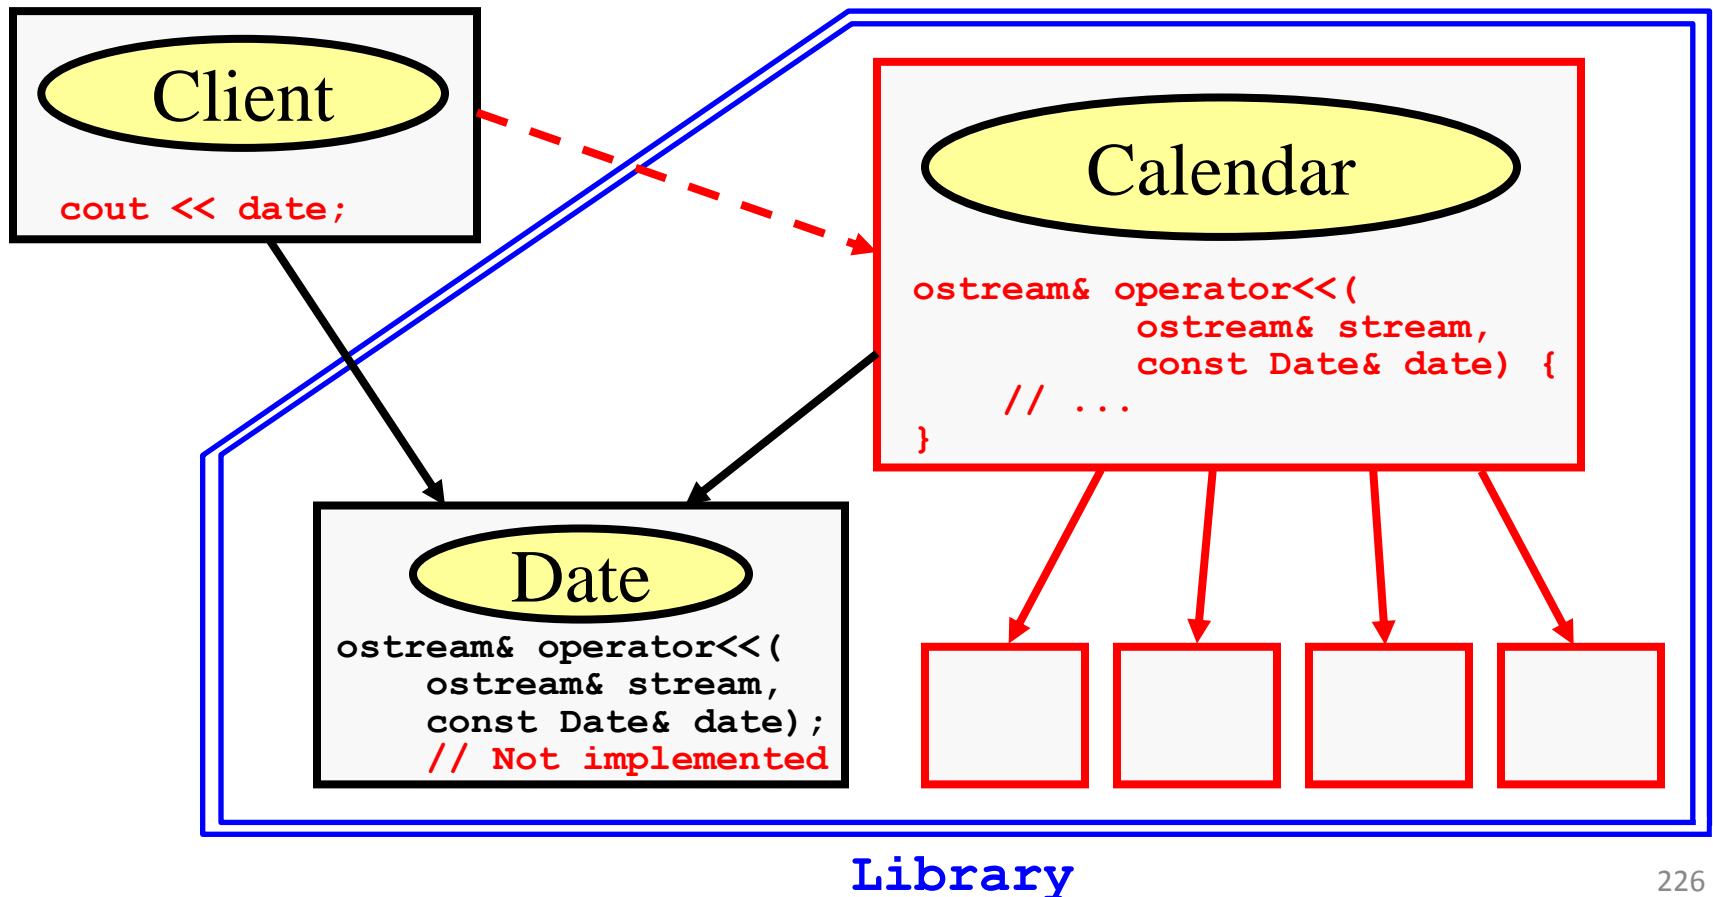 Client
cout << date;
Calendar
ostream& operator<<(
ostream& stream,
const Date& date) {
// ...
}
Date
ostream& operator<<(
ostream& stream,
const Date& date);
// Not implemented
Library
226